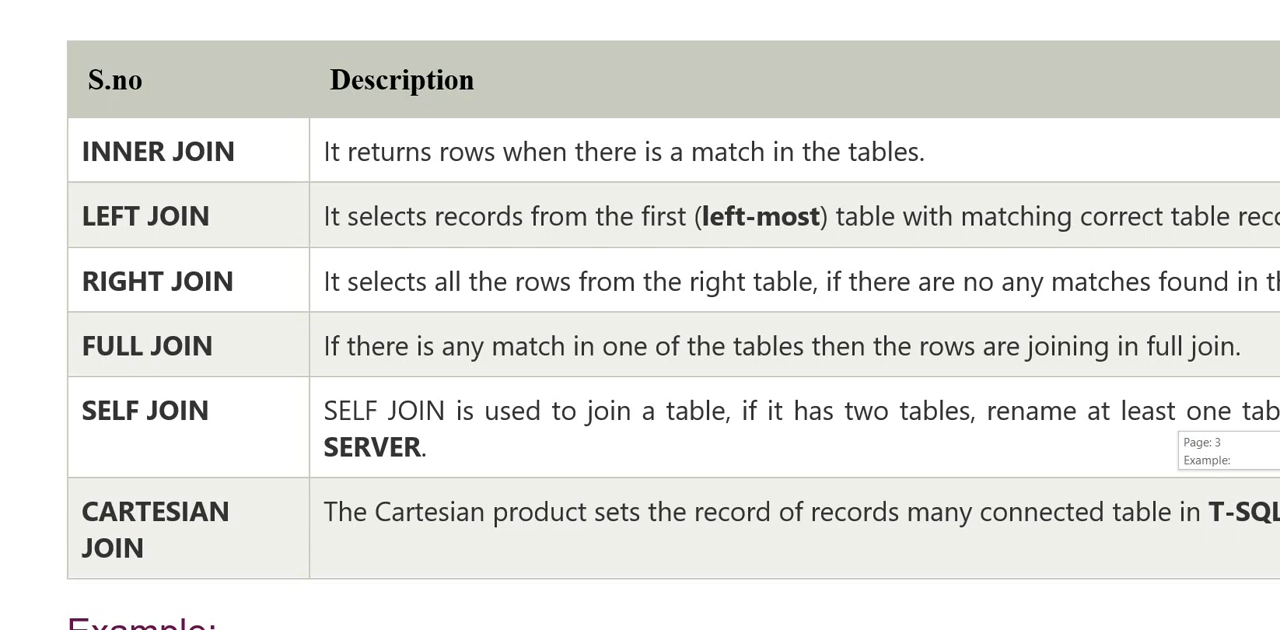 S.no Description
INNER JOIN It returns rows when there is a match in the tables.
LEFT JOIN It selects records from the first (left-most) table with matching correct table
RIGHT JOIN It selects all the rows from the right table, if there are no any matches found in
FULL JOIN If there is any match in one of the tables then the rows are joining in full join.
SELF JOIN SELF JOIN is used to join a table, if it has two tables, rename at least one
SERVER.
Page: 3
Example:
CARTESIAN The Cartesian product sets the record of records many connected table in T-SQL
JOIN
Example: